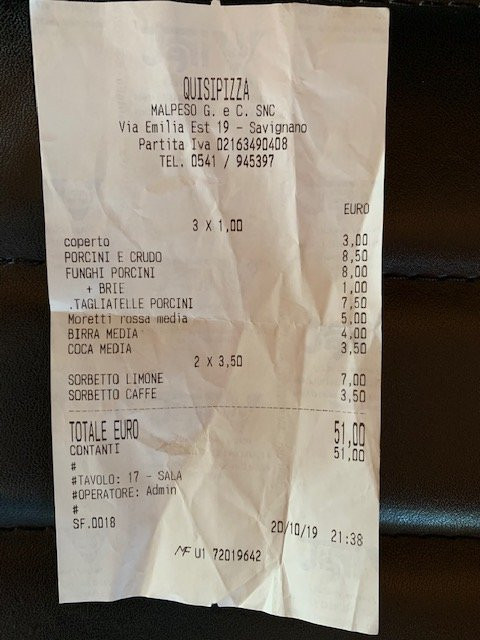 QUISIPIZZA
MALPESO G. e C. SNC
Via Emilia Est 19 - Savignano
Partita Iva 02163490408
TEL. 0541 / 945397
EURO
3 X 1,00
coperto 3,00
PORCINI E CRUDO 8,50
FUNGHI PORCINI 8,00
+ BRIE 1,00
.TAGLIATELLE PORCINI 7,50
Moretti rossa media 5,00
BIRRA MEDIA 4,00
COCA MEDIA 3,50
2 X 3,50
SORBETTO LIMONE 7,00
SORBETTO CAFFE 3,50
TOTALE EURO 51,00
CONTANTI 51,00
#
#TAVOLO: 17 - SALA
#OPERATORE: Admin
#
SF.0018 20/10/19 21:38
MF U1 72019642